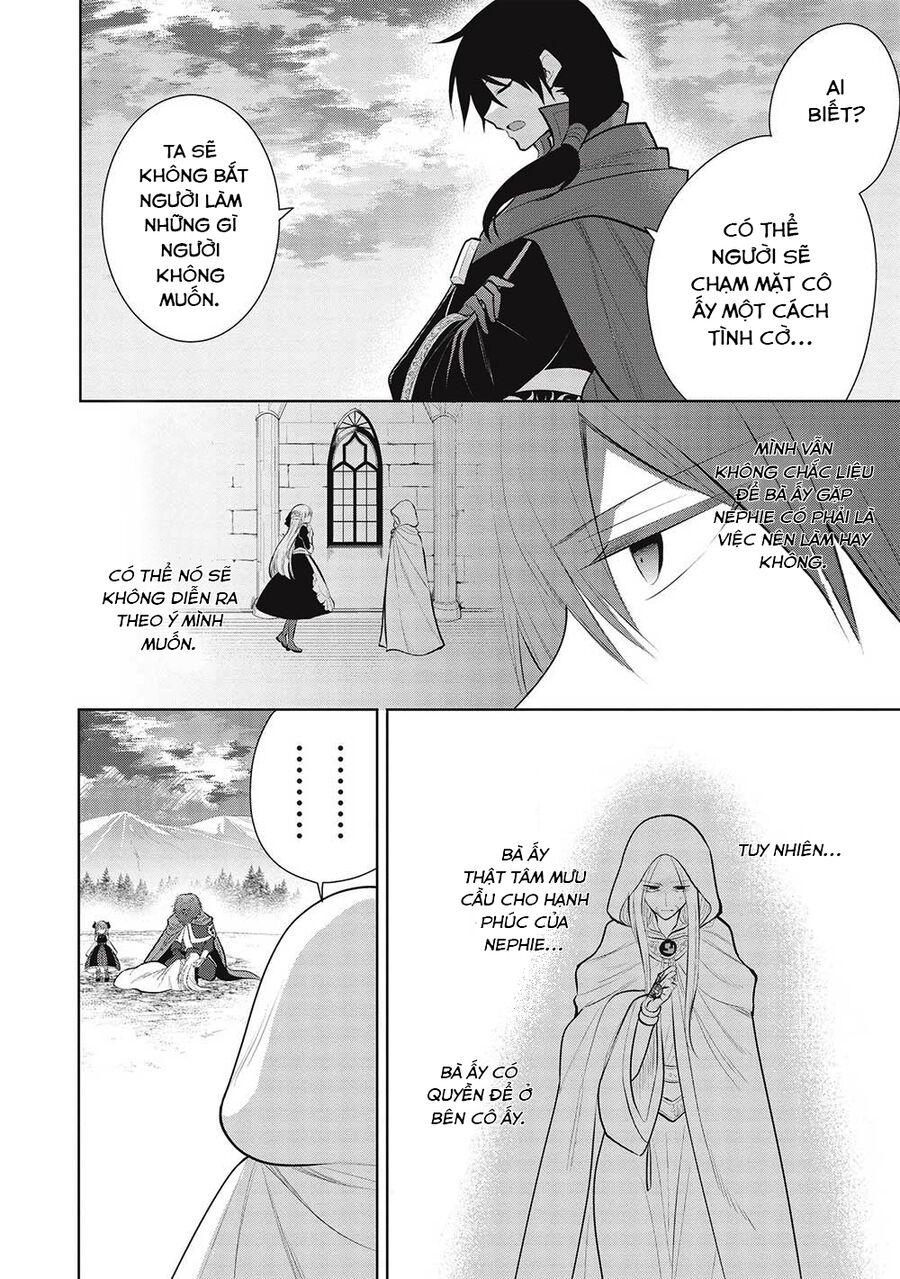 AI
BIẾT?
CÓ THỂ
NGƯỜI SẼ
CHẠM MẶT CÔ
ẤY MỘT CÁCH
TÌNH CỜ...
TA SẼ
KHÔNG BẮT
NGƯỜI LÀM
NHỮNG GÌ
NGƯỜI
KHÔNG
MUỐN.
MÌNH VẪN
KHÔNG CHẮC LIỆU
ĐỂ BÀ ẤY GẶP
NEPHIE CÓ PHẢI LÀ
VIỆC NÊN LÀM HAY
KHÔNG.
CÓ THỂ NÓ SẼ
KHÔNG DIỄN RA
THEO Ý MÌNH
MUỐN.
TUY NHIÊN...
BÀ ẤY
THẬT TÂM MƯU
CẦU CHO HẠNH
PHÚC CỦA
NEPHIE...
BÀ ẤY CÓ
QUYỀN ĐỂ Ở
BÊN CÔ ẤY.
• • • • • •
• • • • • •